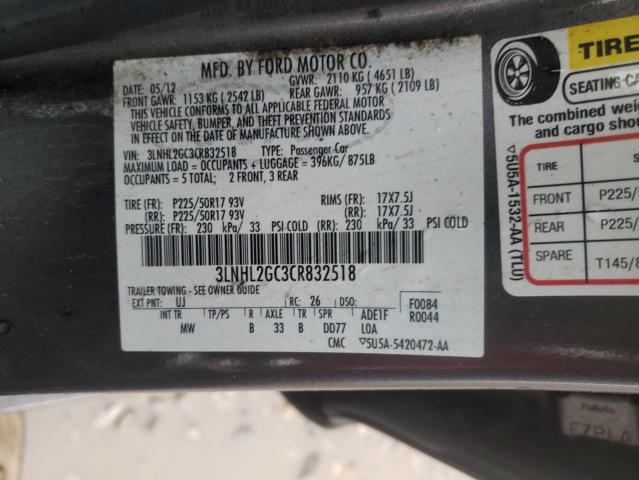 MFD. BY FORD MOTOR CO.
DATE: 05/12 GVWR: 2110 KG (4651 LB)
FRONT GAWR: 1153 KG (2542 LB) REAR GAWR: 957 KG (2109 LB)
THIS VEHICLE CONFORMS TO ALL APPLICABLE FEDERAL MOTOR
VEHICLE SAFETY, BUMPER, AND THEFT PREVENTION STANDARDS
IN EFFECT ON THE DATE OF MANUFACTURE SHOWN ABOVE.
VIN: 3LNHL2GC3CR832518 TYPE: Passenger Car
MAXIMUM LOAD = OCCUPANTS + LUGGAGE = 396KG/ 875LB
OCCUPANTS = 5 TOTAL: 2 FRONT, 3 REAR
TIRE (FR): P225/50R17 93V RIMS (FR): 17X7.5J
(RR): P225/50R17 93V (RR): 17X7.5J
PRESSURE (FR): 230 kPa/ 33 PSI COLD (RR): 230 kPa/ 33 PSI COLD
3LNHL2GC3CR832518
TRAILER TOWING - SEE OWNER GUIDE
EXT PNT: UJ RC: 26 DSO: F0084
INT TR TP/PS R AXLE TR SPR ADE1F R0044
MW B 33 B DD77 LOA
CMC ▽5U5A-5420472-AA
▽5U5A-1532-AA (TLU)
TIRE
SEATING CA
The combined we
and cargo shou
TIRE S
FRONT P225/
REAR P225/
SPARE T145/8